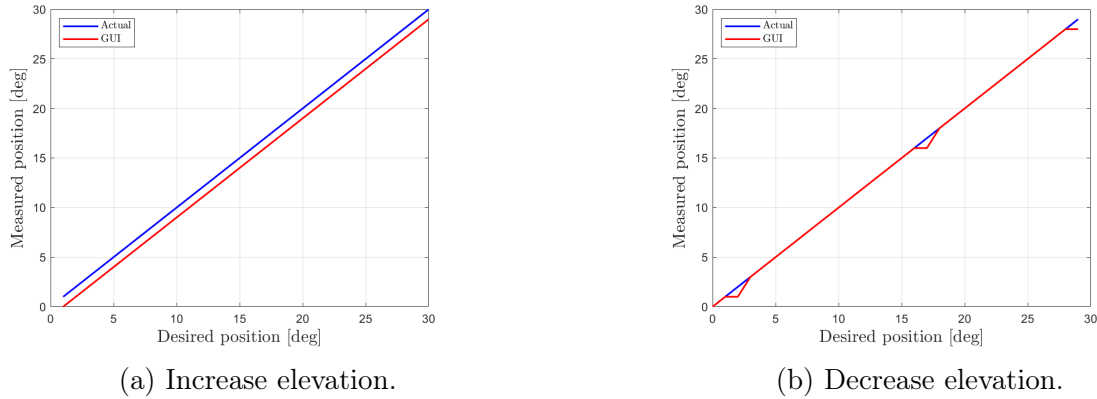 30
25
20
15
10
5
0
Measured position [deg]
Actual
GUI
0 5 10 15 20 25 30
Desired position [deg]
(a) Increase elevation.
30
25
20
15
10
5
0
Measured position [deg]
Actual
GUI
0 5 10 15 20 25 30
Desired position [deg]
(b) Decrease elevation.